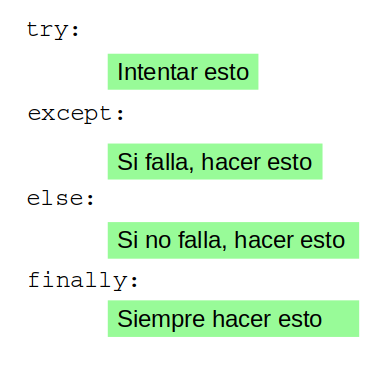 try:
Intentar esto
except:
Si falla, hacer esto
else:
Si no falla, hacer esto
finally:
Siempre hacer esto